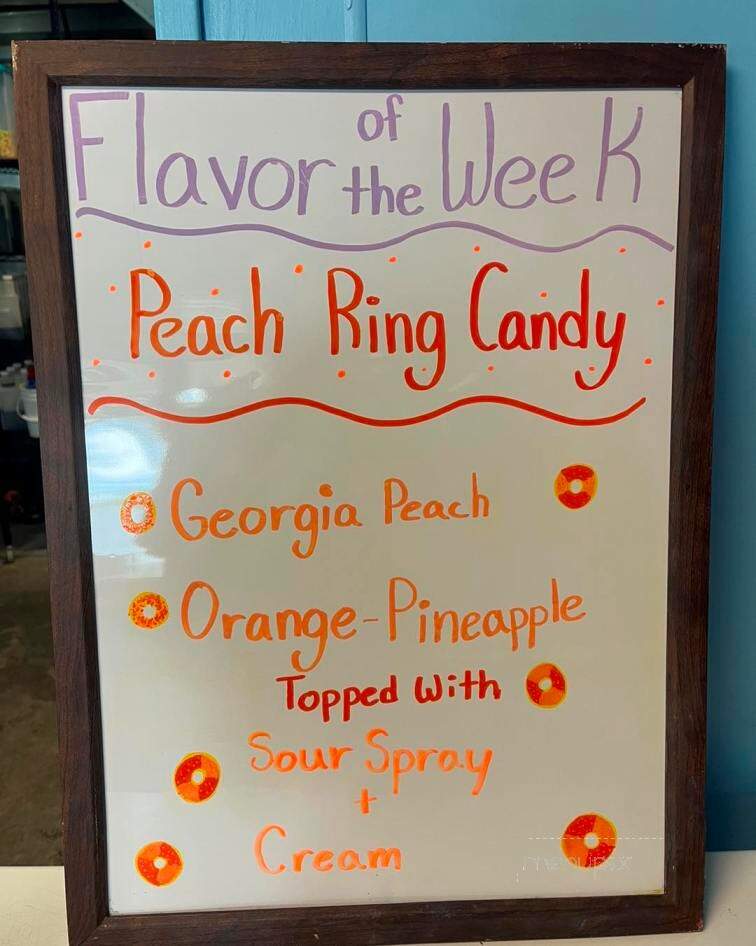 Flavor of the Week
Peach Ring Candy
Georgia Peach
Orange-Pineapple
Topped With
Sour Spray
+
Cream